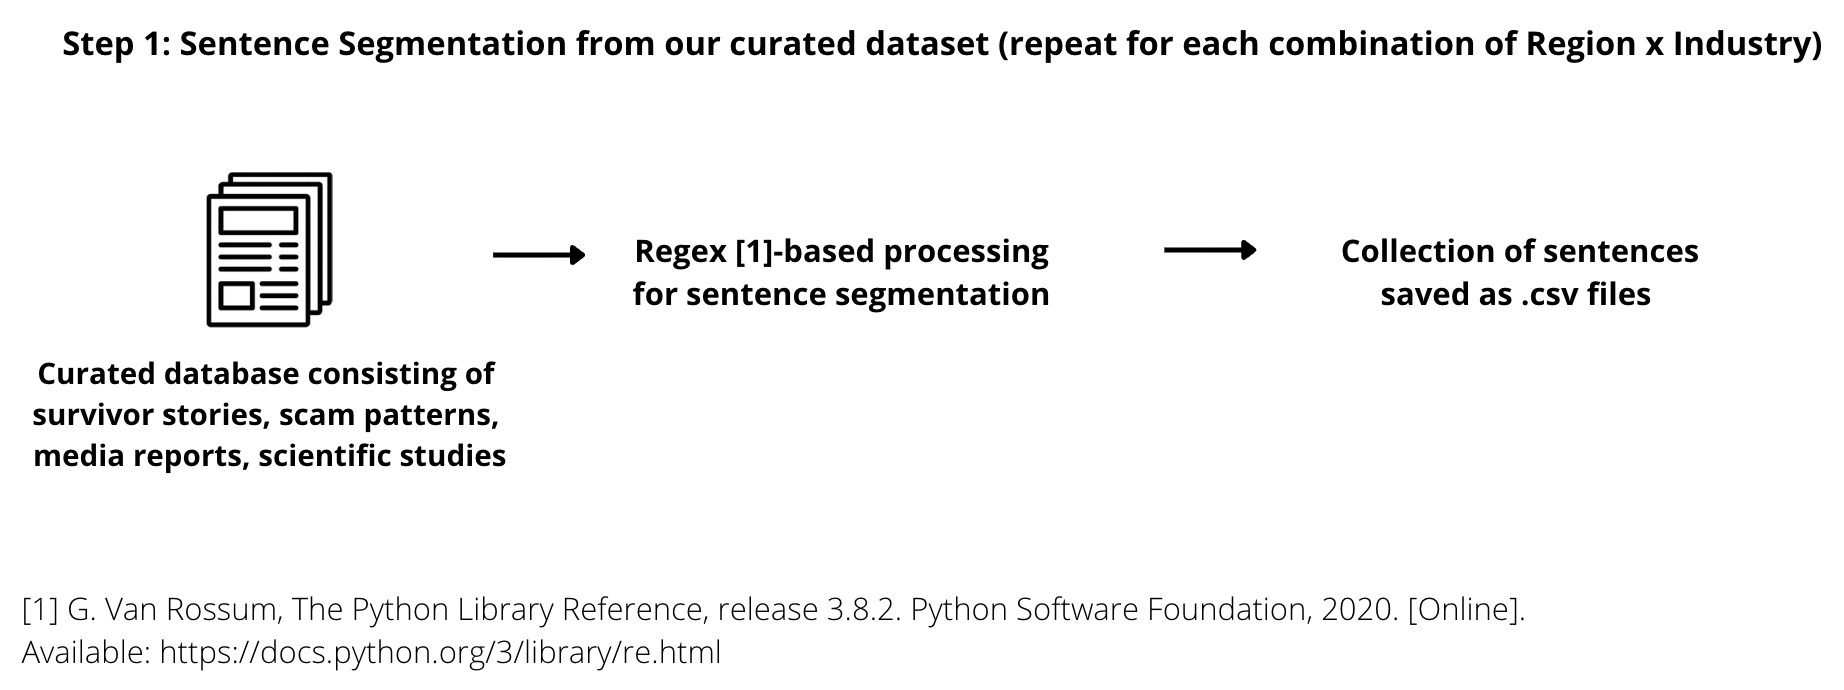 Step 1: Sentence Segmentation from our curated dataset (repeat for each combination of Region x Industry)
Curated database consisting of
survivor stories, scam patterns,
media reports, scientific studies
Regex [1]-based processing
for sentence segmentation
Collection of sentences
saved as .csv files
[1] G. Van Rossum, The Python Library Reference, release 3.8.2. Python Software Foundation, 2020. [Online].
Available: https://docs.python.org/3/library/re.html